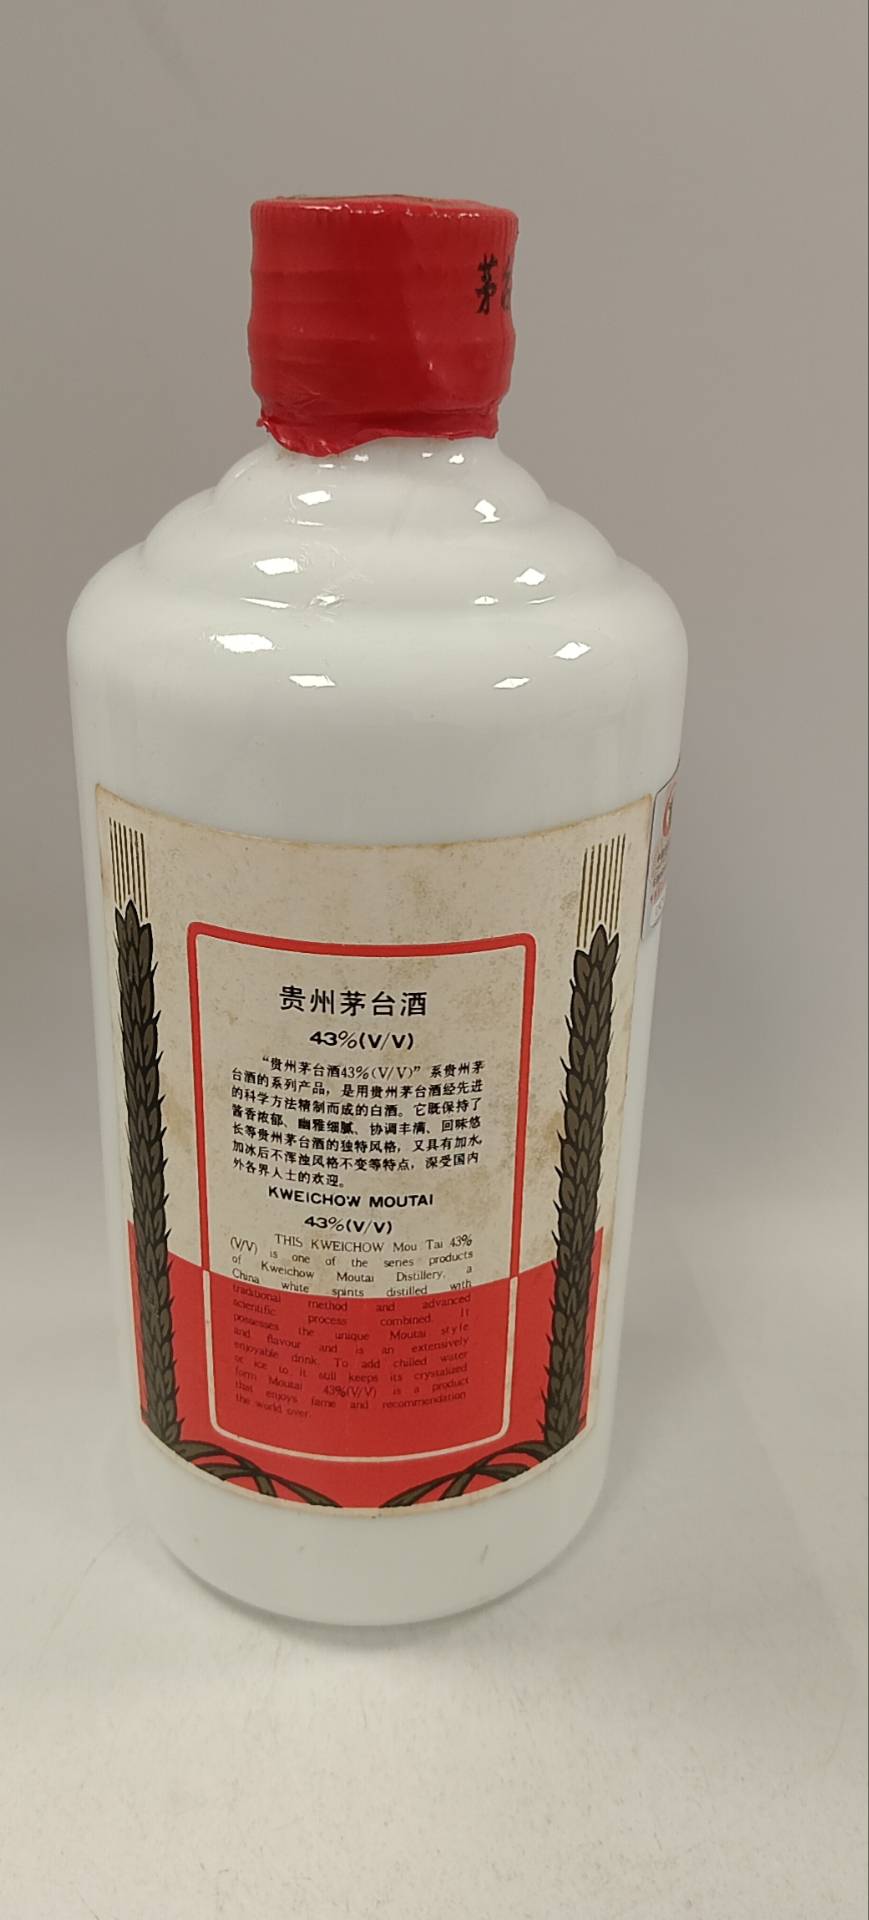 茅
贵州茅台酒
43%(V/V)
“贵州茅台酒43%(V/V)”系贵州茅
台酒的系列产品，是用贵州茅台酒经先进
的科学方法精制而成的白酒。它既保持了
酱香浓郁、幽雅细腻、协调丰满、回味悠
长等贵州茅台酒的独特风格，又具有加水、
加冰后不浑浊风格不变等特点，深受国内
外各界人士的欢迎。
KWEICHOW MOUTAI
43%(V/V)
THIS KWEICHOW Mou Tai 43%
(V/V) is one of the series products
of Kweichow Moutai Distillery, a
China white spirits distilled with
traditional method and advanced
scientific process combined. It
possesses the unique Moutai style
and flavour and is an extensively
enjoyable drink. To add chilled water
or ice to it still keeps its crystalized
form Moutai 43%(V/V) is a product
that enjoys fame and recommendation
the world over.